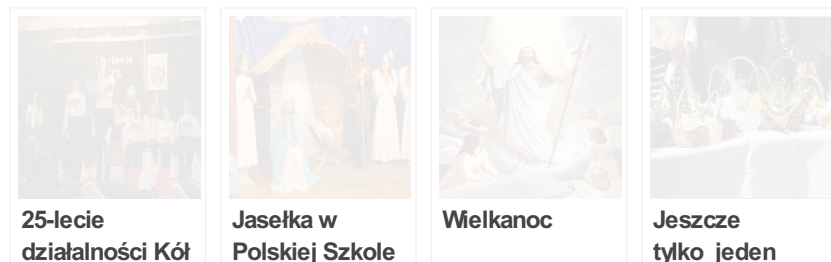 25-lecie
działalności Kół
Jasełka w
Polskiej Szkole
Wielkanoc
Jeszcze
tylko jeden